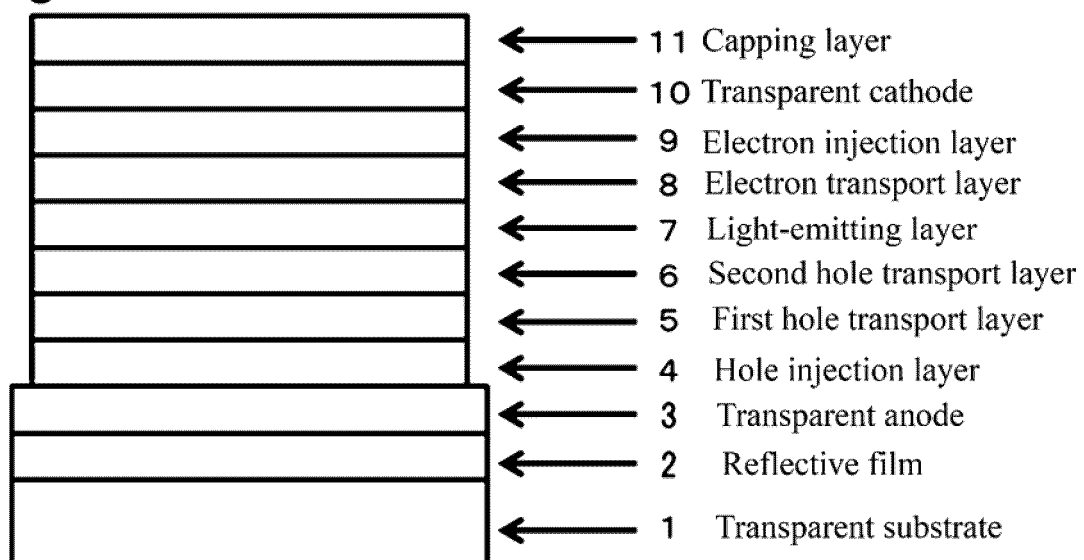 11 Capping layer
10 Transparent cathode
9 Electron injection layer
8 Electron transport layer
7 Light-emitting layer
6 Second hole transport layer
5 First hole transport layer
4 Hole injection layer
3 Transparent anode
2 Reflective film
1 Transparent substrate